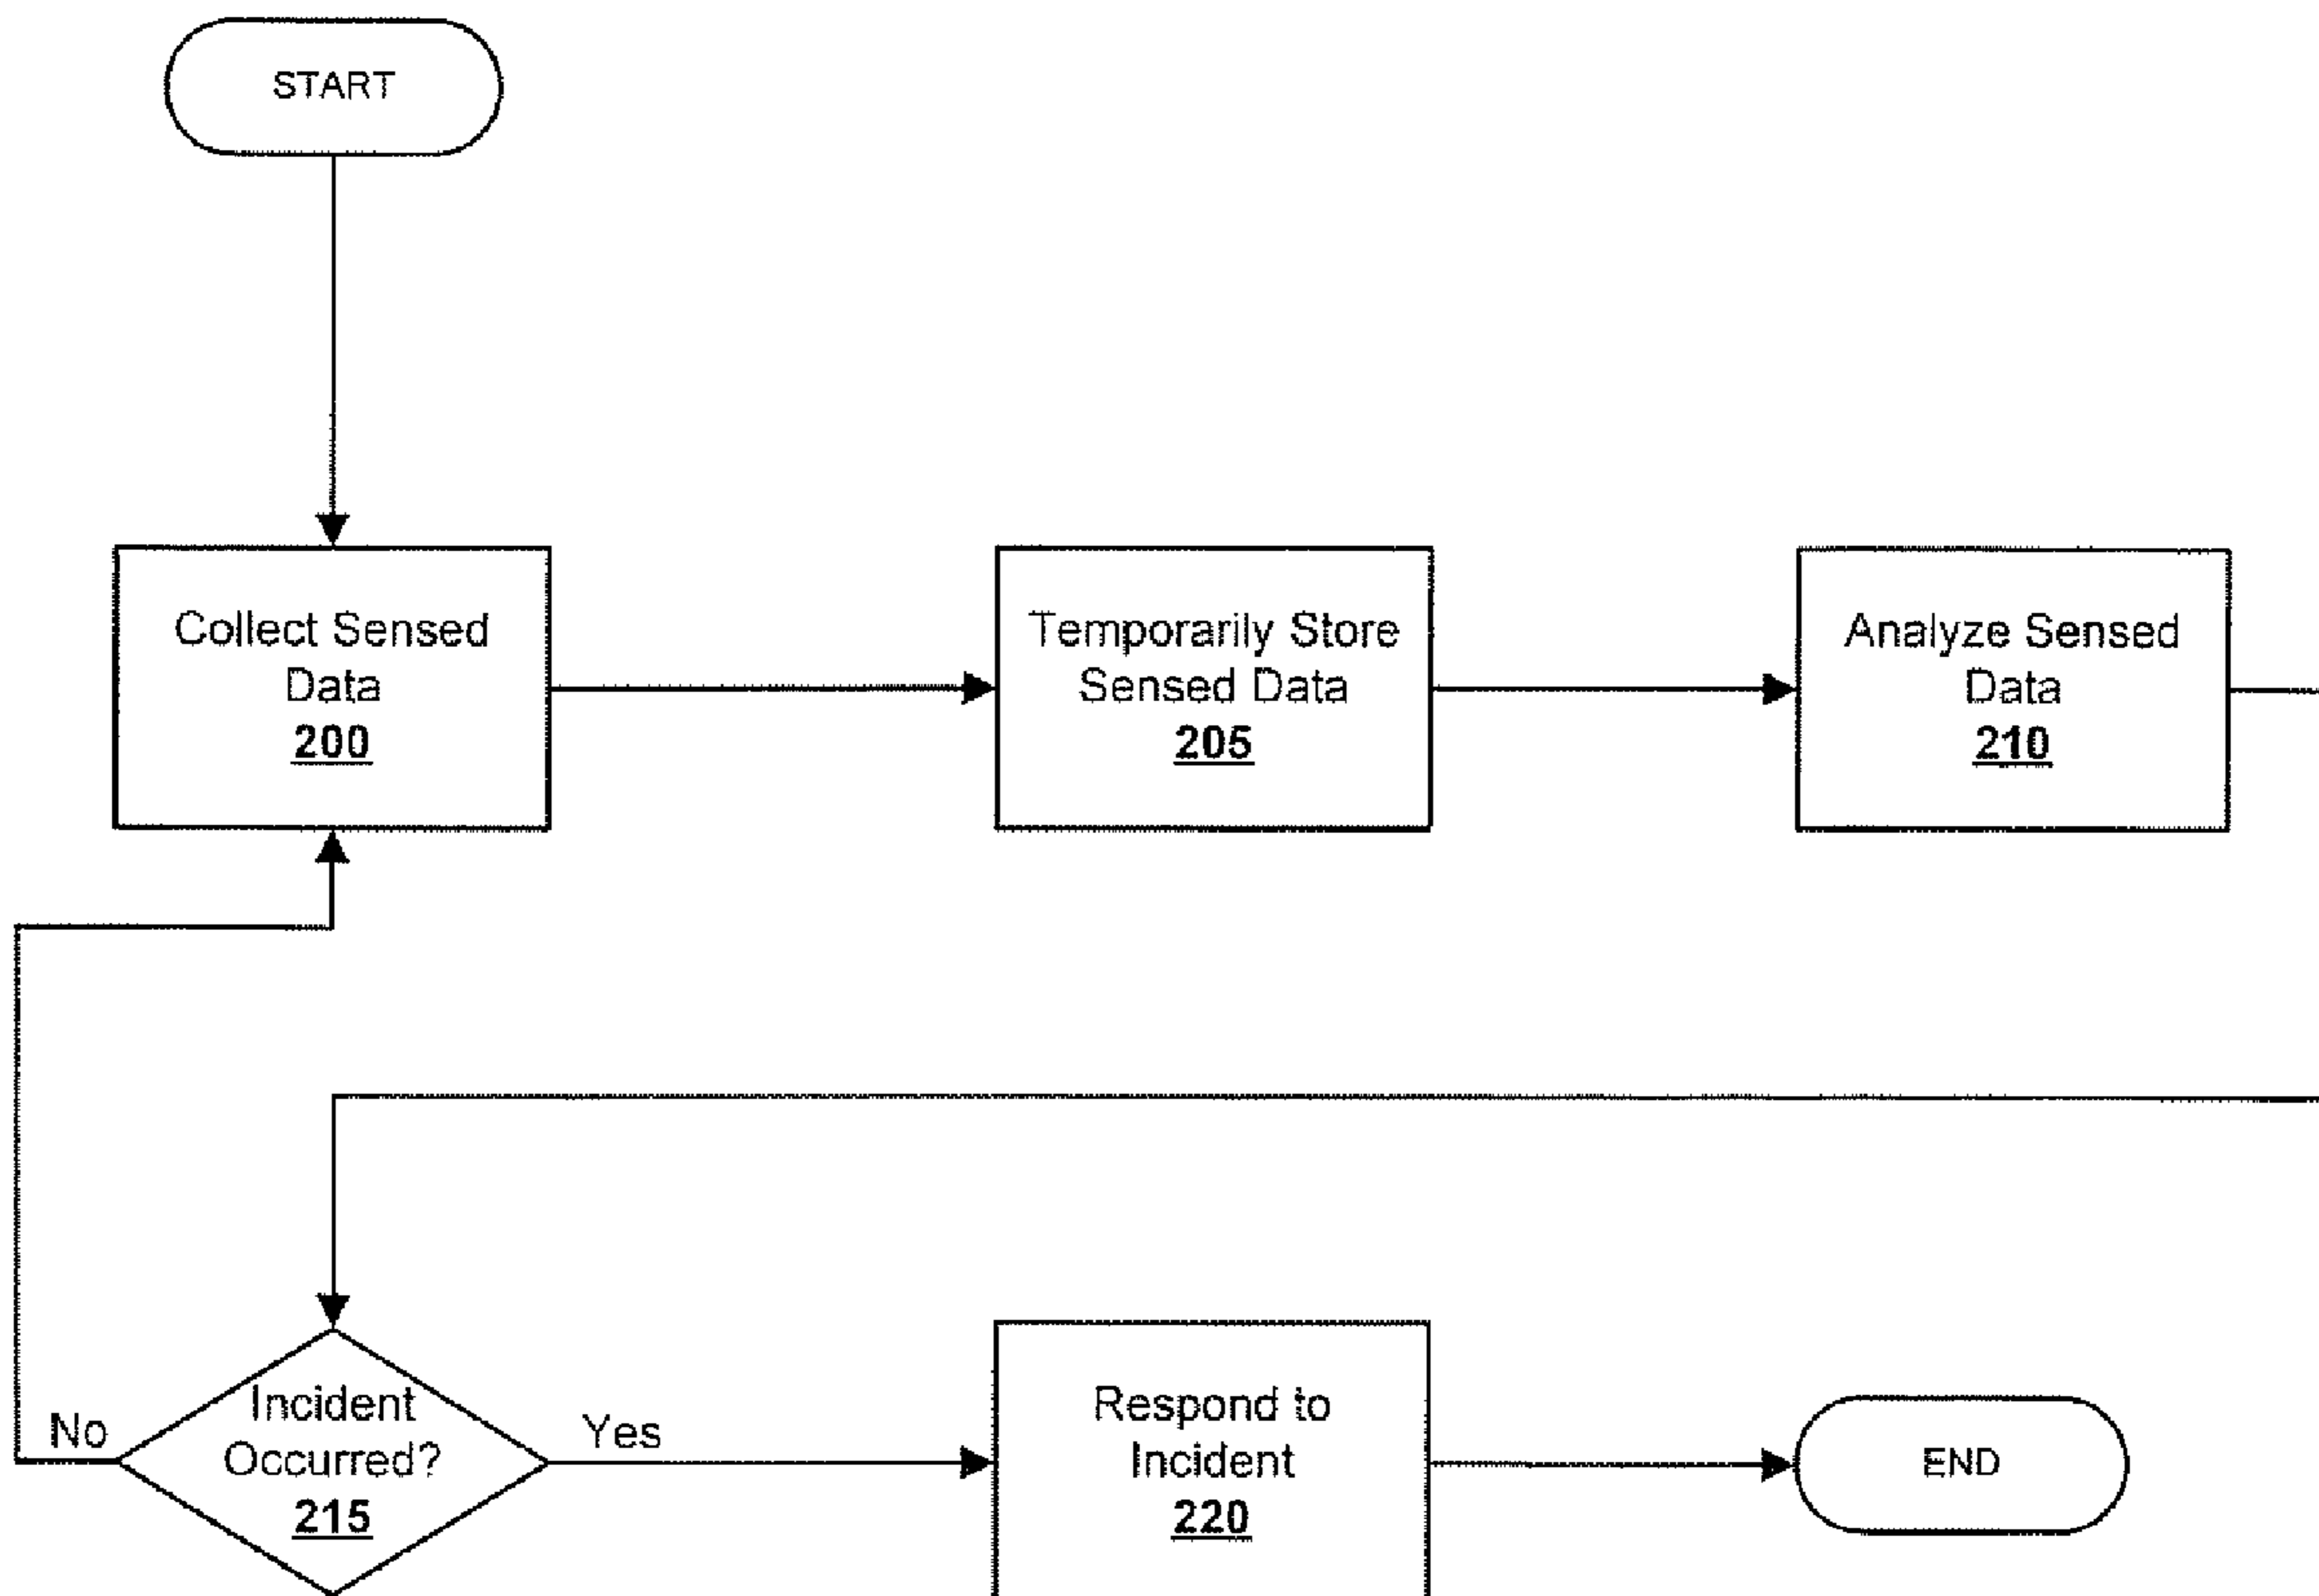 START
Collect Sensed
Data
200
Temporarily Store
Sensed Data
205
Analyze Sensed
Data
210
No
Incident
Occurred?
215
Yes
Respond to
Incident
220
END